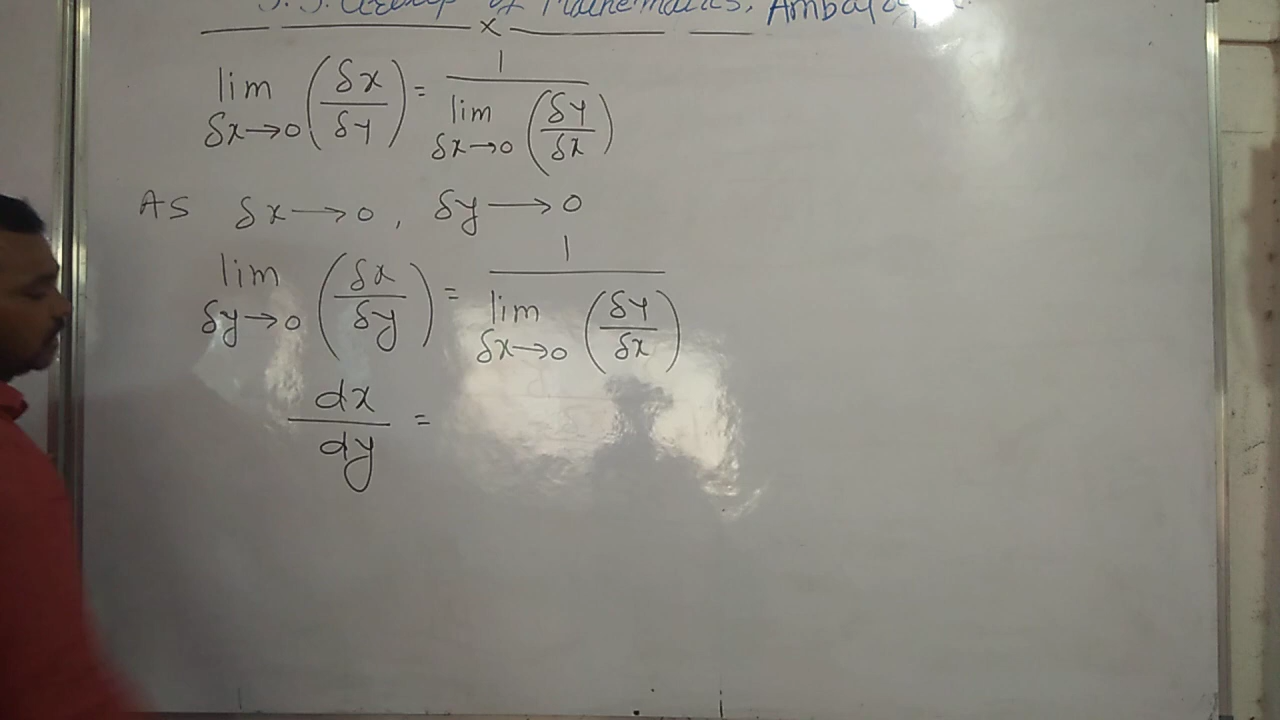 of Mathematics, 
x
lim δx→0 (δx/δy) = 1 / lim δx→0 (δy/δx)
AS δx→0, δy→0
lim δy→0 (δx/δy) = 1 / lim δx→0 (δy/δx)
dx/dy =